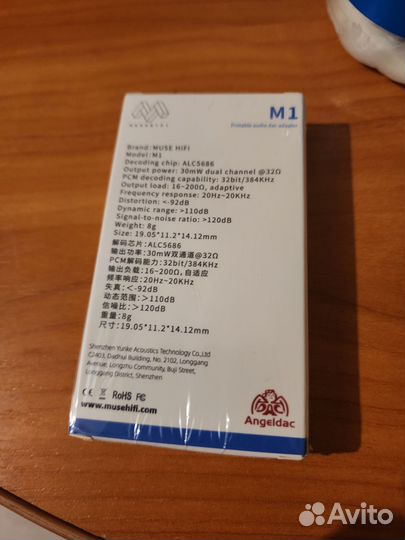 MUSEHIFI
M1
Portable audio dac adapter
Brand: MUSE HiFi
Model: M1
Decoding chip: ALC5686
Output power: 30mW dual channel @32Ω
PCM decoding capability: 32bit/384KHz
Output load: 16~200Ω, adaptive
Frequency response: 20Hz~20KHz
Distortion: <-92dB
Dynamic range: >110dB
Signal-to-noise ratio: >120dB
Weight: 8g
Size: 19.05*11.2*14.12mm
解码芯片: ALC5686
输出功率: 30mW双通道@32Ω
PCM解码能力: 32bit/384KHz
输出负载: 16~200Ω, 自适应
频率响应: 20Hz~20KHz
失真: <-92dB
动态范围: >110dB
信噪比: >120dB
重量: 8g
尺寸: 19.05*11.2*14.12mm
Shenzhen Yunke Acoustics Technology Co.,Ltd
C2403, Dadhui Building, No. 2102, Longgang
Avenue, Longzhu Community, Buji Street,
Longgang District, Shenzhen
CE RoHS FC
www.musehifi.com
DAC
Angeldac
Avito